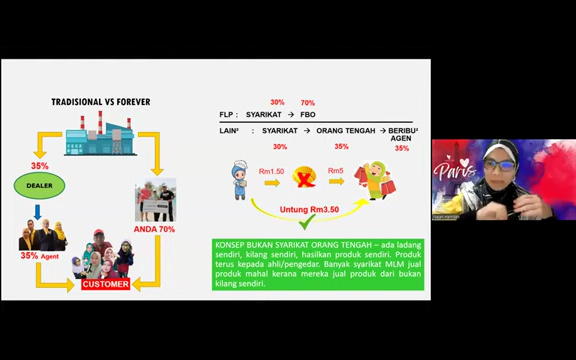 TRADISIONAL VS FOREVER
35%
DEALER
35% Agent
ANDA 70%
CUSTOMER
30% 70%
FLP : SYARIKAT → FBO
LAIN² : SYARIKAT → ORANG TENGAH → BERIBU²
AGEN
30% 35% 35%
Rm1.50 X Rm5
Untung Rm3.50
KONSEP BUKAN SYARIKAT ORANG TENGAH – ada ladang
sendiri, kilang sendiri, hasilkan produk sendiri. Produk
terus kepada ahli/pengedar. Banyak syarikat MLM jual
produk mahal kerana mereka jual produk dari bukan
kilang sendiri.
Paris